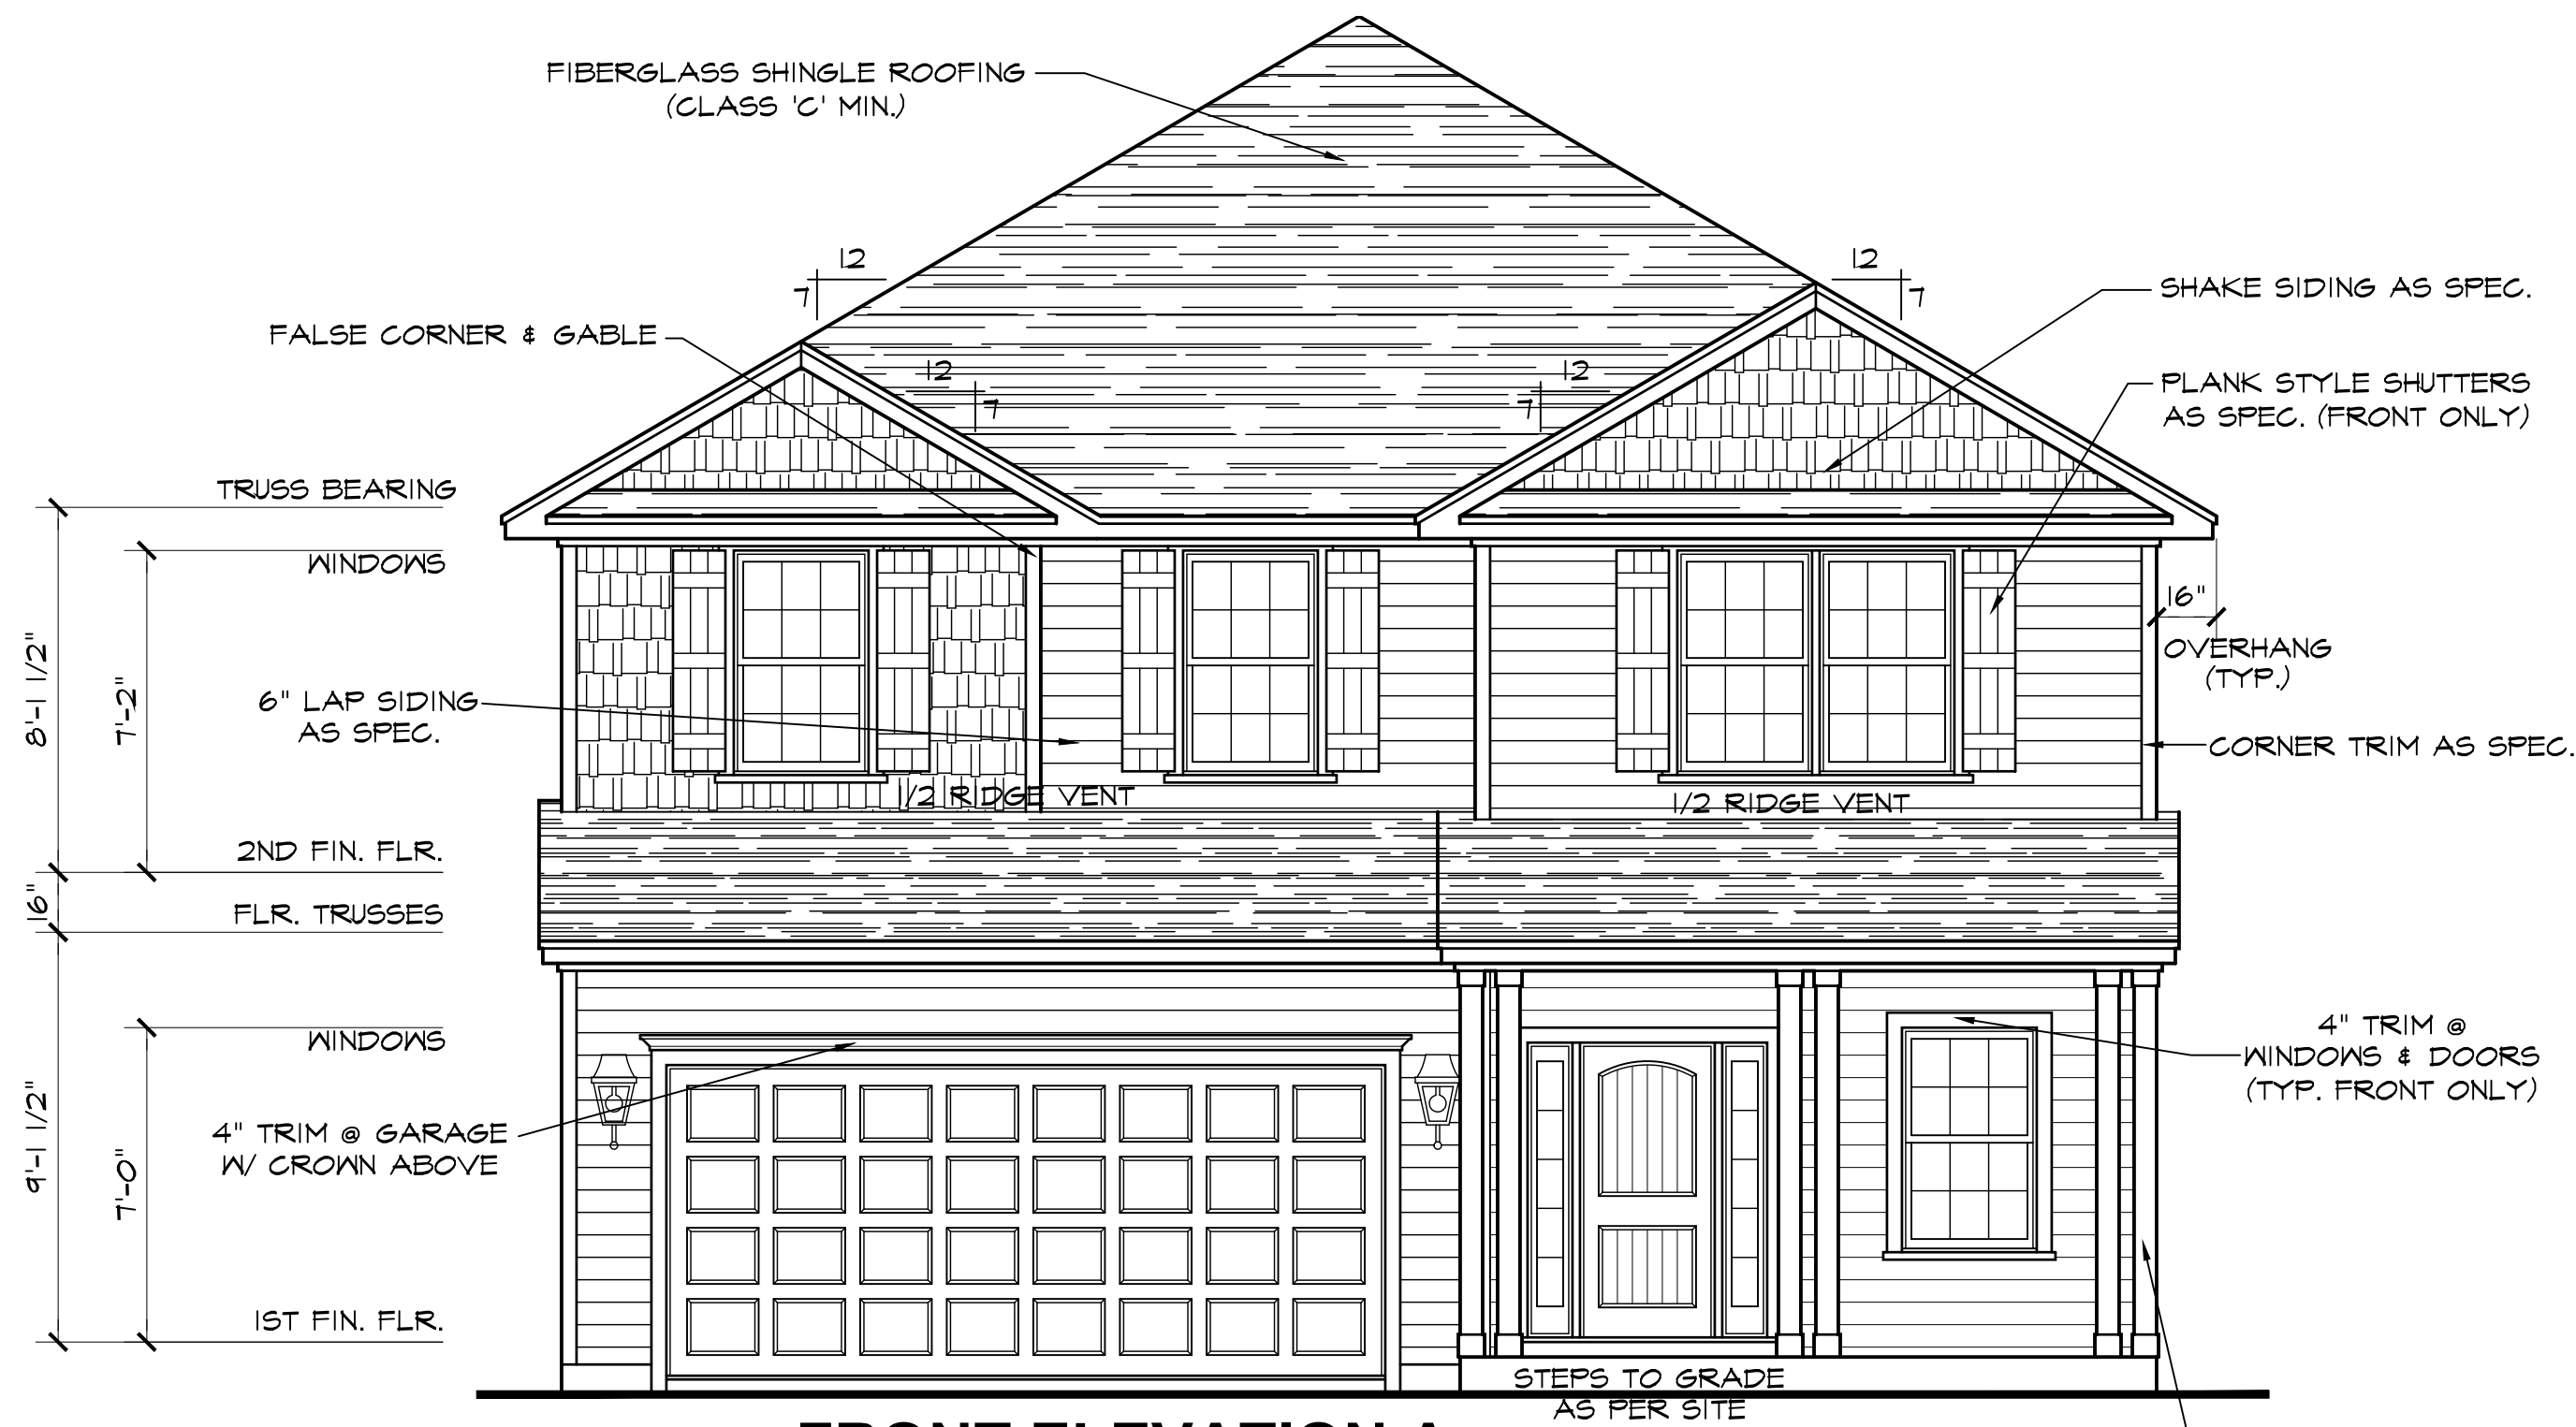 FIBERGLASS SHINGLE ROOFING
(CLASS 'C' MIN.)
12
7
12
7
SHAKE SIDING AS SPEC.
FALSE CORNER & GABLE
12
7
12
7
PLANK STYLE SHUTTERS
AS SPEC. (FRONT ONLY)
TRUSS BEARING
WINDOWS
8'-1 1/2"
7'-2"
16"
OVERHANG
(TYP.)
6" LAP SIDING
AS SPEC.
CORNER TRIM AS SPEC.
1/2 RIDGE VENT
1/2 RIDGE VENT
2ND FIN. FLR.
16"
FLR. TRUSSES
WINDOWS
4" TRIM @
WINDOWS & DOORS
(TYP. FRONT ONLY)
9'-1 1/2"
7'-0"
4" TRIM @ GARAGE
W/ CROWN ABOVE
1ST FIN. FLR.
STEPS TO GRADE
AS PER SITE
FRONT ELEVATION A